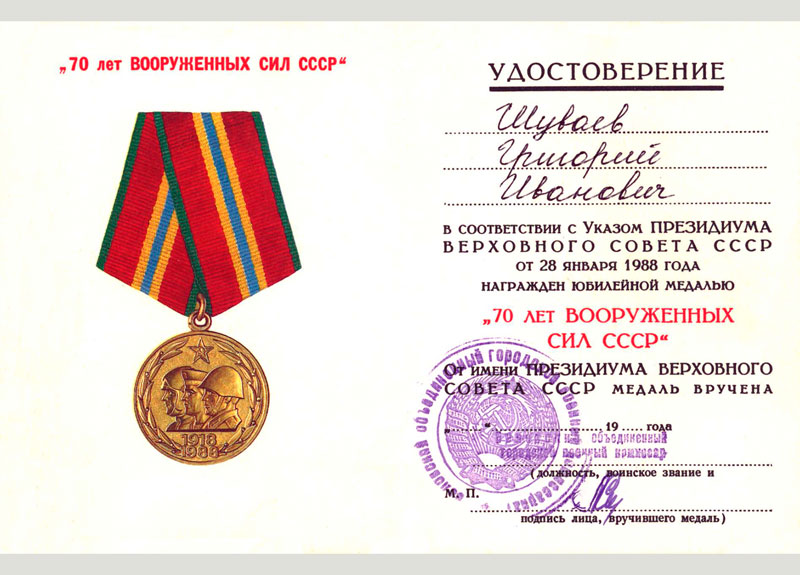 „70 лет ВООРУЖЕННЫХ СИЛ СССР“
1918
1988
УДОСТОВЕРЕНИЕ
Шуваев
Григорий
Иванович
В СООТВЕТСТВИИ С УКАЗОМ ПРЕЗИДИУМА
ВЕРХОВНОГО СОВЕТА СССР
ОТ 28 ЯНВАРЯ 1988 ГОДА
НАГРАЖДЕН ЮБИЛЕЙНОЙ МЕДАЛЬЮ
„70 ЛЕТ ВООРУЖЕННЫХ
СИЛ СССР“
ОТ ИМЕНИ ПРЕЗИДИУМА ВЕРХОВНОГО
СОВЕТА СССР МЕДАЛЬ ВРУЧЕНА
„......“ 19 ..... года
объединенный
городской военный комиссар
(должность, воинское звание и
М. П.
подпись лица, вручившего медаль)